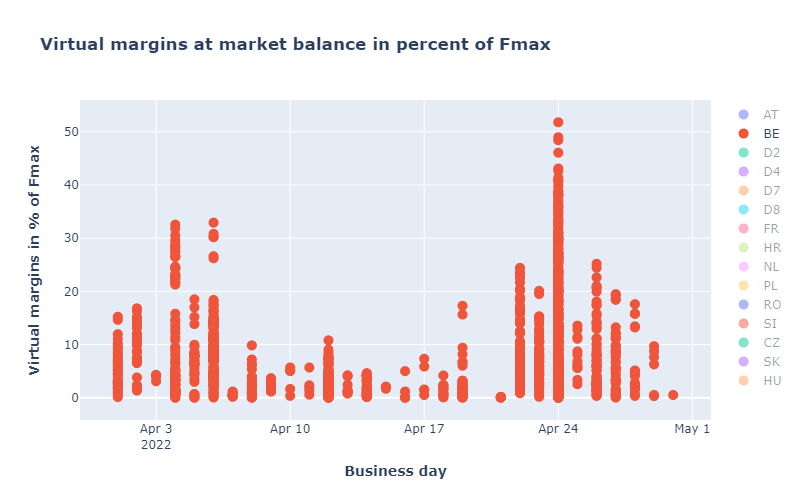 Virtual margins at market balance in percent of Fmax
Virtual margins in % of Fmax
50
40
30
20
10
0
Apr 3
2022
Apr 10
Apr 17
Apr 24
May 1
Business day
AT
BE
D2
D4
D7
D8
FR
HR
NL
PL
RO
SI
CZ
SK
HU